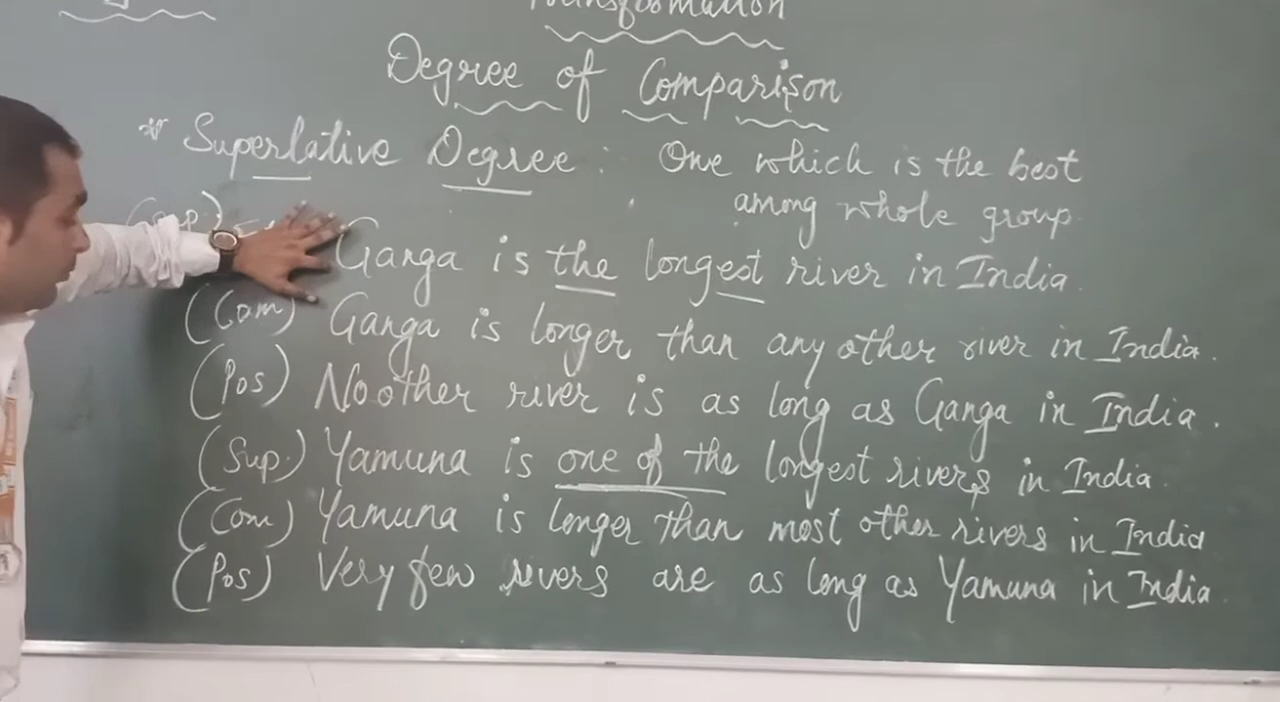 Transformation
Degree of Comparison
* Superlative Degree : One which is the best
among whole group.
(Sup.) Ganga is the longest river in India.
(Com) Ganga is longer than any other river in India.
(Pos) No other river is as long as Ganga in India.
(Sup.) Yamuna is one of the longest rivers in India.
(Com) Yamuna is longer than most other rivers in India
(Pos) Very few rivers are as long as Yamuna in India.